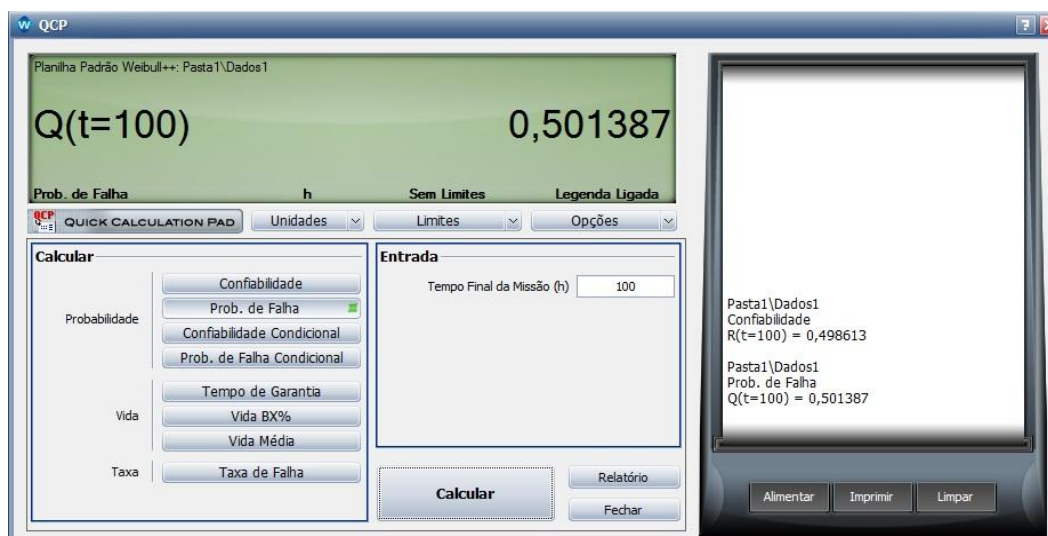 QCP
Planilha Padrão Weibull++: Pasta1\Dados1
Q(t=100) 0,501387
Prob. de Falha h Sem Limites Legenda Ligada
QCP QUICK CALCULATION PAD Unidades Limites Opções
Calcular
Probabilidade
Confiabilidade
Prob. de Falha
Confiabilidade Condicional
Prob. de Falha Condicional
Vida
Tempo de Garantia
Vida BX%
Vida Média
Taxa
Taxa de Falha
Entrada
Tempo Final da Missão (h) 100
Calcular
Relatório
Fechar
Pasta1\Dados1
Confiabilidade
R(t=100) = 0,498613
Pasta1\Dados1
Prob. de Falha
Q(t=100) = 0,501387
Alimentar Imprimir Limpar